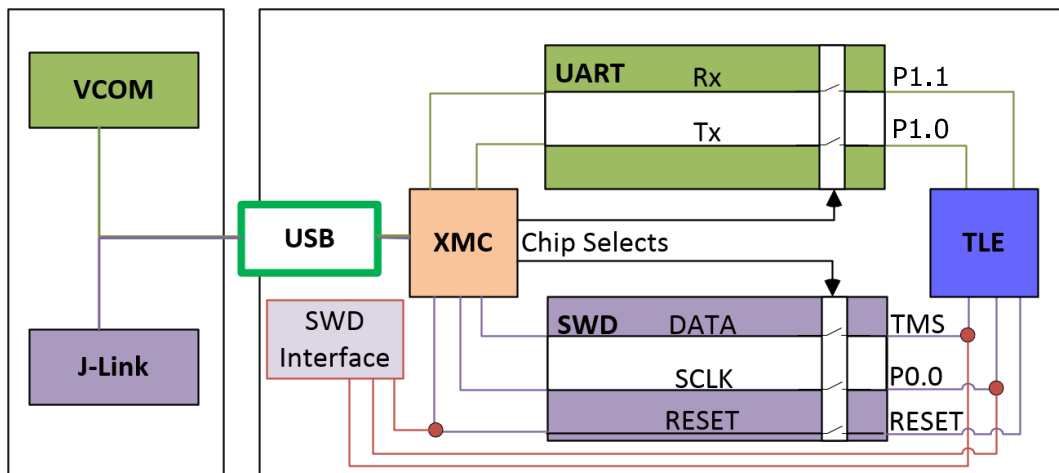 VCOM
J-Link
USB
XMC
Chip Selects
TLE
UART
Rx
Tx
P1.1
P1.0
SWD
Interface
SWD
DATA
SCLK
RESET
TMS
P0.0
RESET